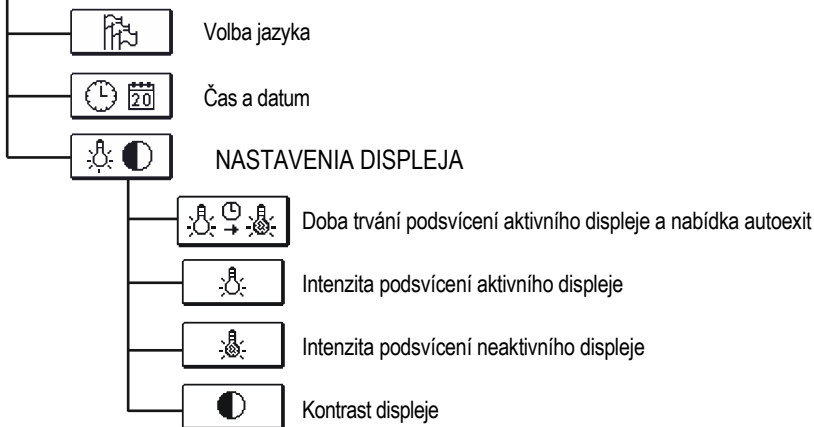 Volba jazyka
20
Čas a datum
NASTAVENIA DISPLEJA
Doba trvání podsvícení aktivního displeje a nabídka autoexit
Intenzita podsvícení aktivního displeje
Intenzita podsvícení neaktivního displeje
Kontrast displeje